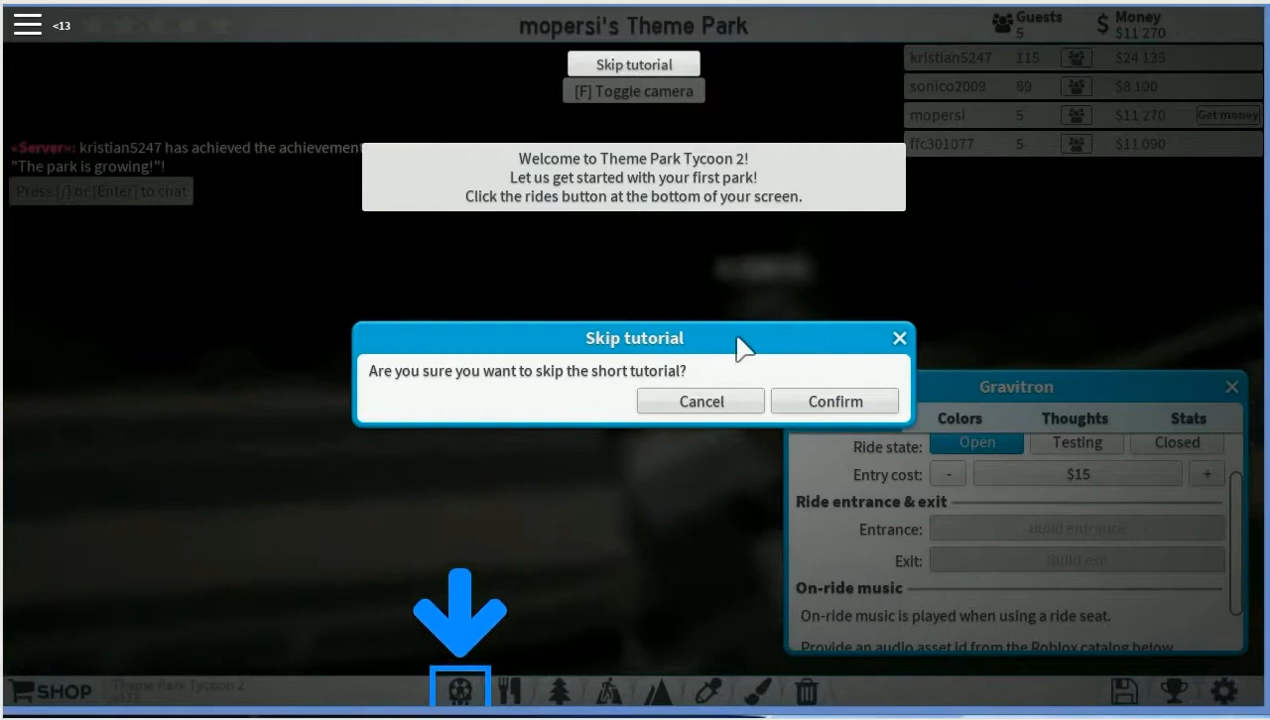 <13
mopersi's Theme Park
Guests
5
Money
$11 270
Skip tutorial
[F] Toggle camera
kristian5247 115 $24 135
sonico2009 89 $8 100
mopersi 5 $11 270 Get money
ffc301077 5 $11 090
«Server»: kristian5247 has achieved the achievement
"The park is growing!"!
Press [/] or [Enter] to chat
Welcome to Theme Park Tycoon 2!
Let us get started with your first park!
Click the rides button at the bottom of your screen.
Skip tutorial
Are you sure you want to skip the short tutorial?
Cancel Confirm
Gravitron
Colors Thoughts Stats
Ride state: Open Testing Closed
Entry cost: - $15 +
Ride entrance & exit
Entrance: Build entrance
Exit: Build exit
On-ride music
On-ride music is played when using a ride seat.
Provide an audio asset id from the Roblox catalog below
SHOP
Theme Park Tycoon 2